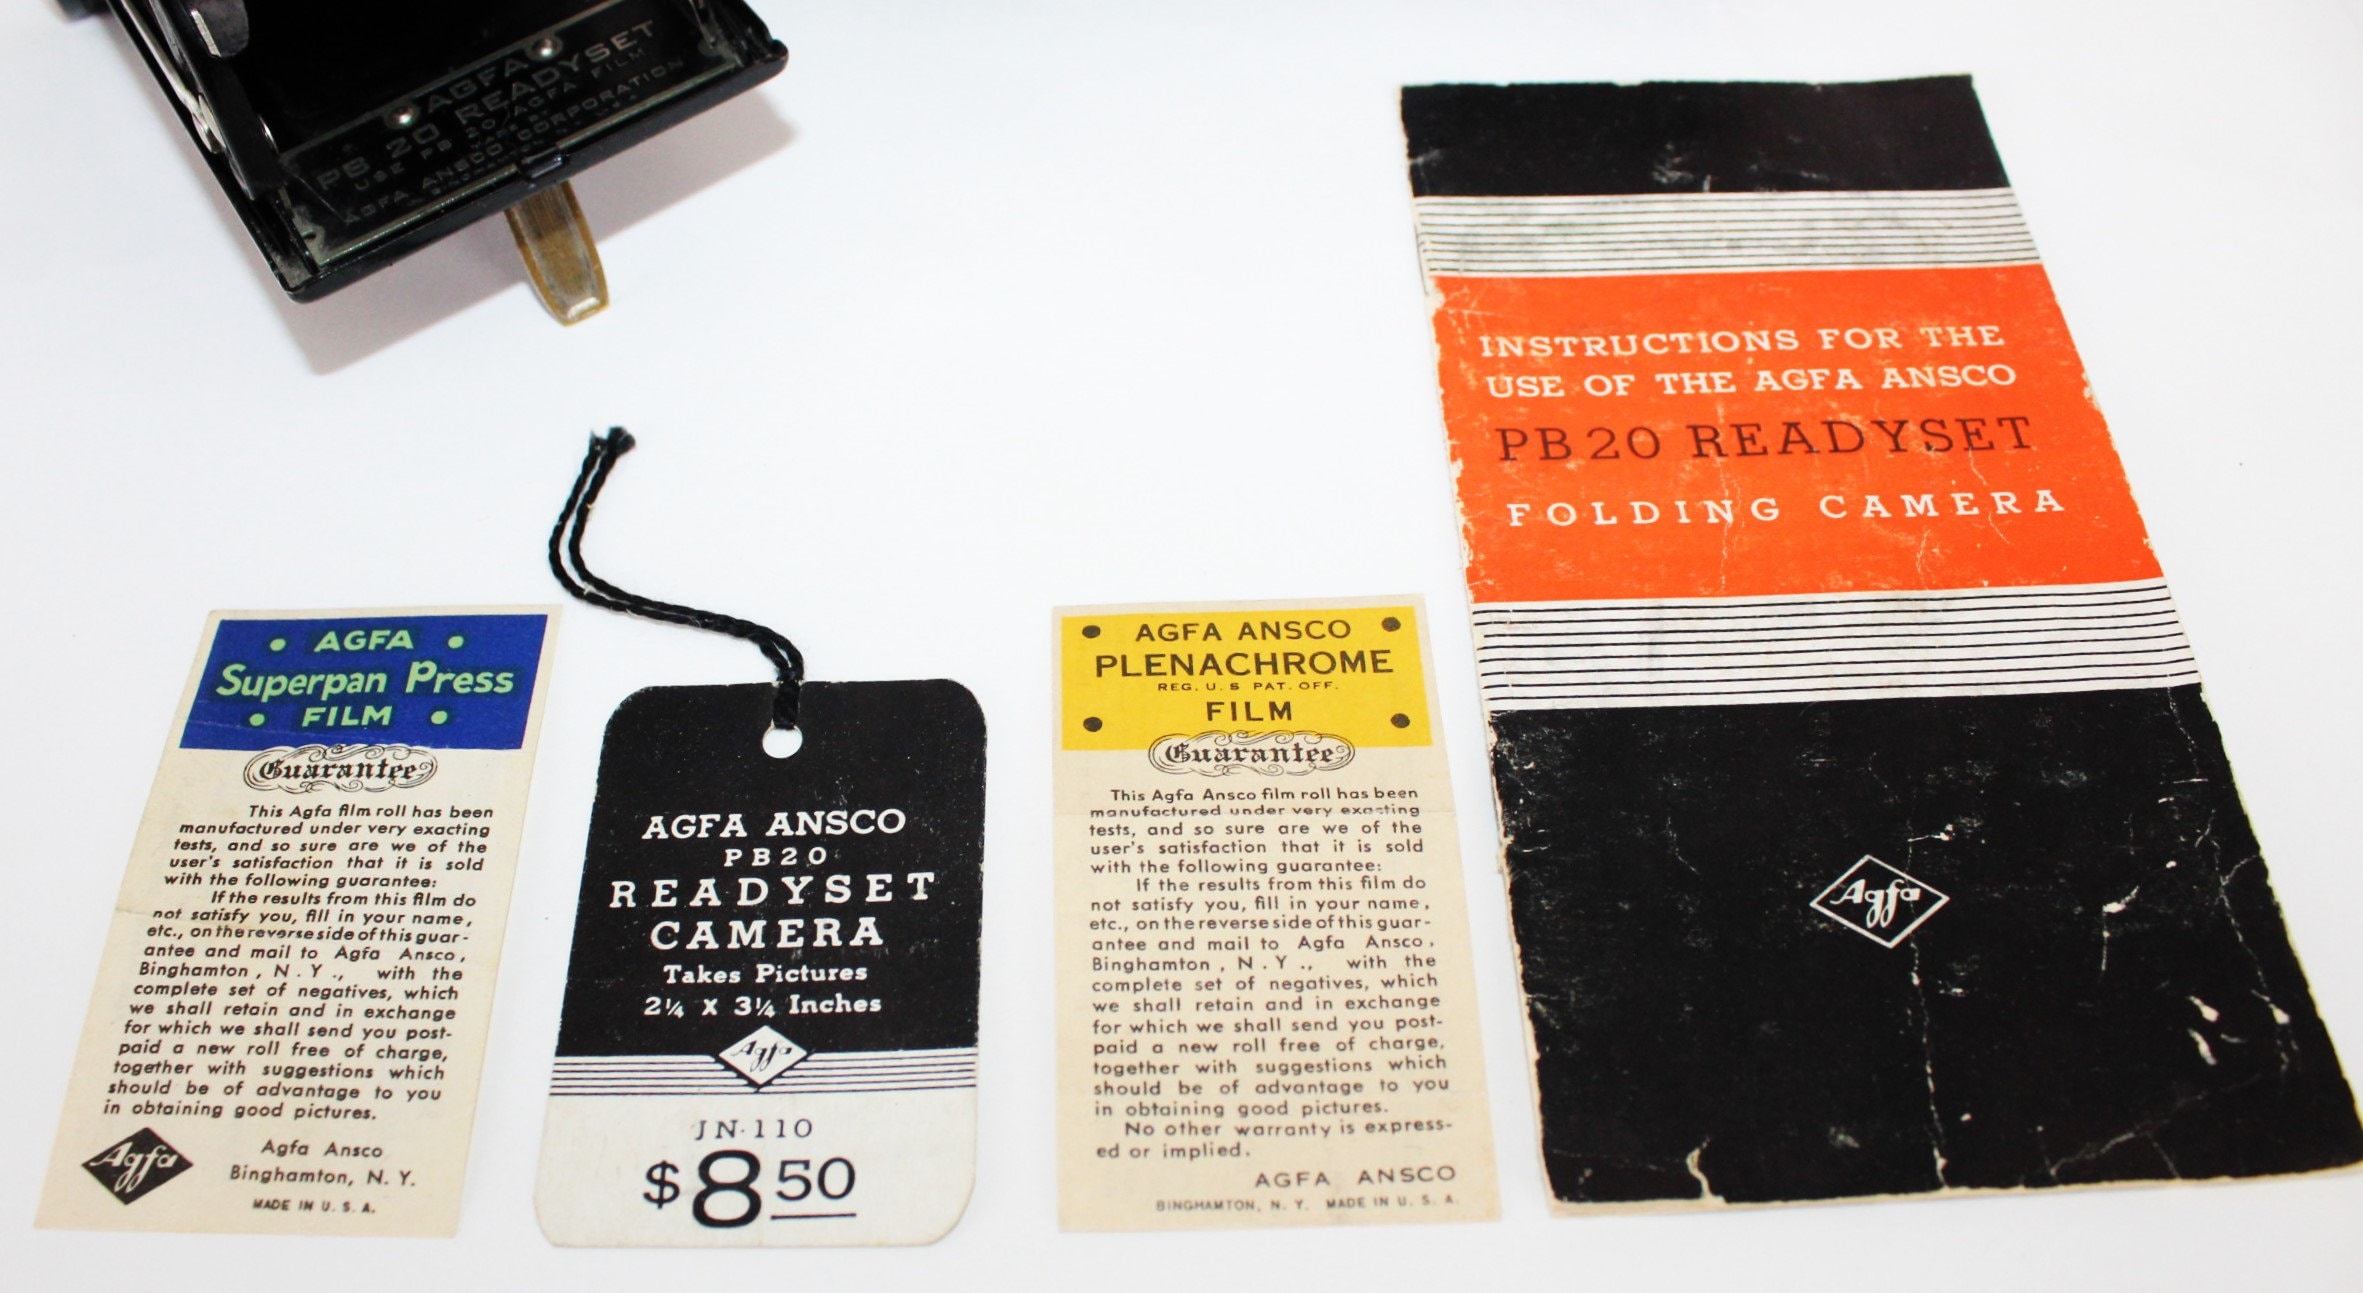 AGFA
PB 20 READYSET
USE PB 20 AGFA FILM
MADE BY
AGFA ANSCO CORPORATION
BINGHAMTON, N.Y. U.S.A.
INSTRUCTIONS FOR THE
USE OF THE AGFA ANSCO
PB20 READYSET
FOLDING CAMERA
Agfa
• AGFA •
Superpan Press
• FILM •
Guarantee
This Agfa film roll has been
manufactured under very exacting
tests, and so sure are we of the
user's satisfaction that it is sold
with the following guarantee:
If the results from this film do
not satisfy you, fill in your name,
etc., on the reverse side of this guar-
antee and mail to Agfa Ansco,
Binghamton, N.Y., with the
complete set of negatives, which
we shall retain and in exchange
for which we shall send you post-
paid a new roll free of charge,
together with suggestions which
should be of advantage to you
in obtaining good pictures.
Agfa
Agfa Ansco
Binghamton, N. Y.
MADE IN U. S. A.
AGFA ANSCO
PB20
READYSET
CAMERA
Takes Pictures
2¼ X 3¼ Inches
Agfa
JN-110
$8.50
• AGFA ANSCO •
PLENACHROME
REG. U. S PAT. OFF.
• FILM •
Guarantee
This Agfa Ansco film roll has been
manufactured under very exacting
tests, and so sure are we of the
user's satisfaction that it is sold
with the following guarantee:
If the results from this film do
not satisfy you, fill in your name,
etc., on the reverse side of this guar-
antee and mail to Agfa Ansco,
Binghamton, N.Y., with the
complete set of negatives, which
we shall retain and in exchange
for which we shall send you post-
paid a new roll free of charge,
together with suggestions which
should be of advantage to you
in obtaining good pictures.
No other warranty is express-
ed or implied.
AGFA ANSCO
BINGHAMTON, N. Y. MADE IN U. S. A.